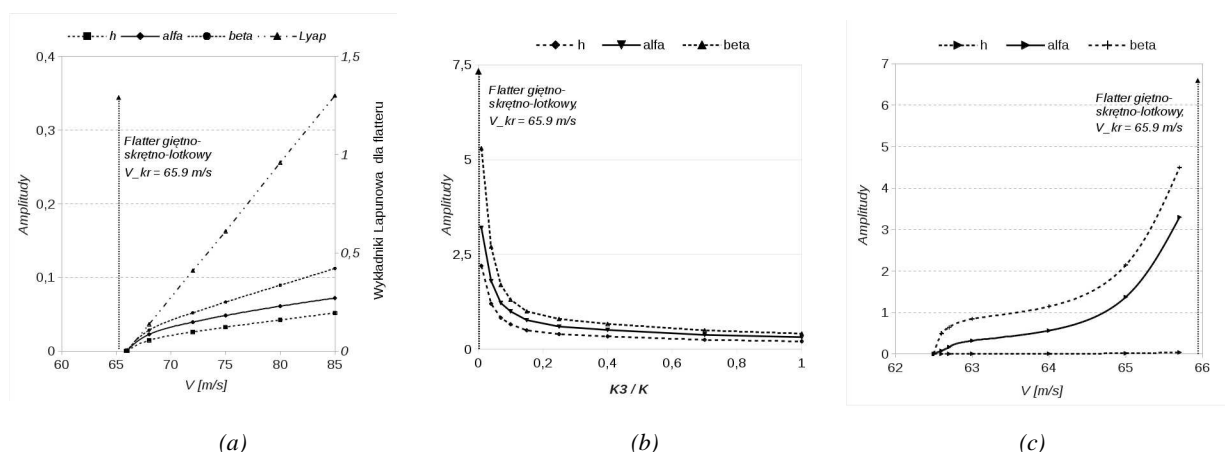 h alfa beta Lyap
0,4
0,3
0,2
0,1
0
1,5
1
0,5
0
Amplitudy
Flatter giętno-
skrętno-lotkowy
V_kr = 65.9 m/s
Wykładniki Lapunowa dla flatteru
60 65 70 75 80 85
V [m/s]
(a)
h alfa beta
7,5
5
2,5
0
Amplitudy
Flatter giętno-
skrętno-lotkowy,
V_kr = 65.9 m/s
0 0,2 0,4 0,6 0,8 1
K3 / K
(b)
h alfa beta
7
6
5
4
3
2
1
0
Amplitudy
Flatter giętno-
skrętno-lotkowy,
V_kr = 65.9 m/s
62 63 64 65 66
V [m/s]
(c)